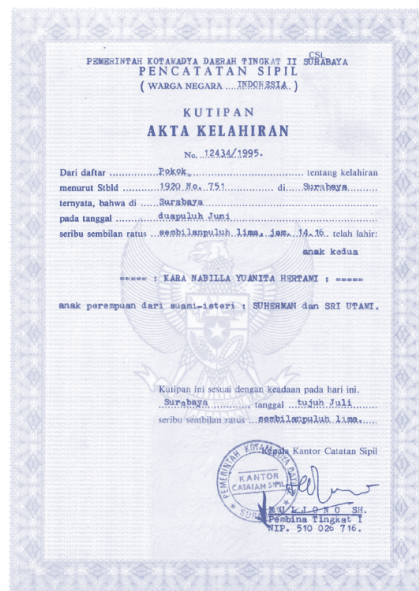 CSL
PEMERINTAH KOTAMADYA DAERAH TINGKAT II SURABAYA
PENCATATAN SIPIL
( WARGA NEGARA ....INDONESIA. )
KUTIPAN
AKTA KELAHIRAN
No. 12434/1995.
Dari daftar ............Pokok.................................. tentang kelahiran
menurut Stbld ..........1920 No. 751................ di....Surabaya........
ternyata, bahwa di .....Surabaya........................................
pada tanggal .............duapuluh Juni..................................
seribu sembilan ratus ...sembilanpuluh lima, jam. 14.16 telah lahir:
anak kedua
===== : KARA NABILLA YUANITA HERTAMI : =====
anak perempuan dari suami-isteri : SUHERMAN dan SRI UTAMI.
Kutipan ini sesuai dengan keadaan pada hari ini.
Surabaya............ tanggal ...tujuh Juli.......
seribu sembilan ratus ...sembilanpuluh lima.
Kepala Kantor Catatan Sipil
PEMERINTAH KOTAMADYA DATI II
KANTOR
CATATAN SIPIL
M U L J O N O SH.
Pembina Tingkat I
NIP. 510 026 716.